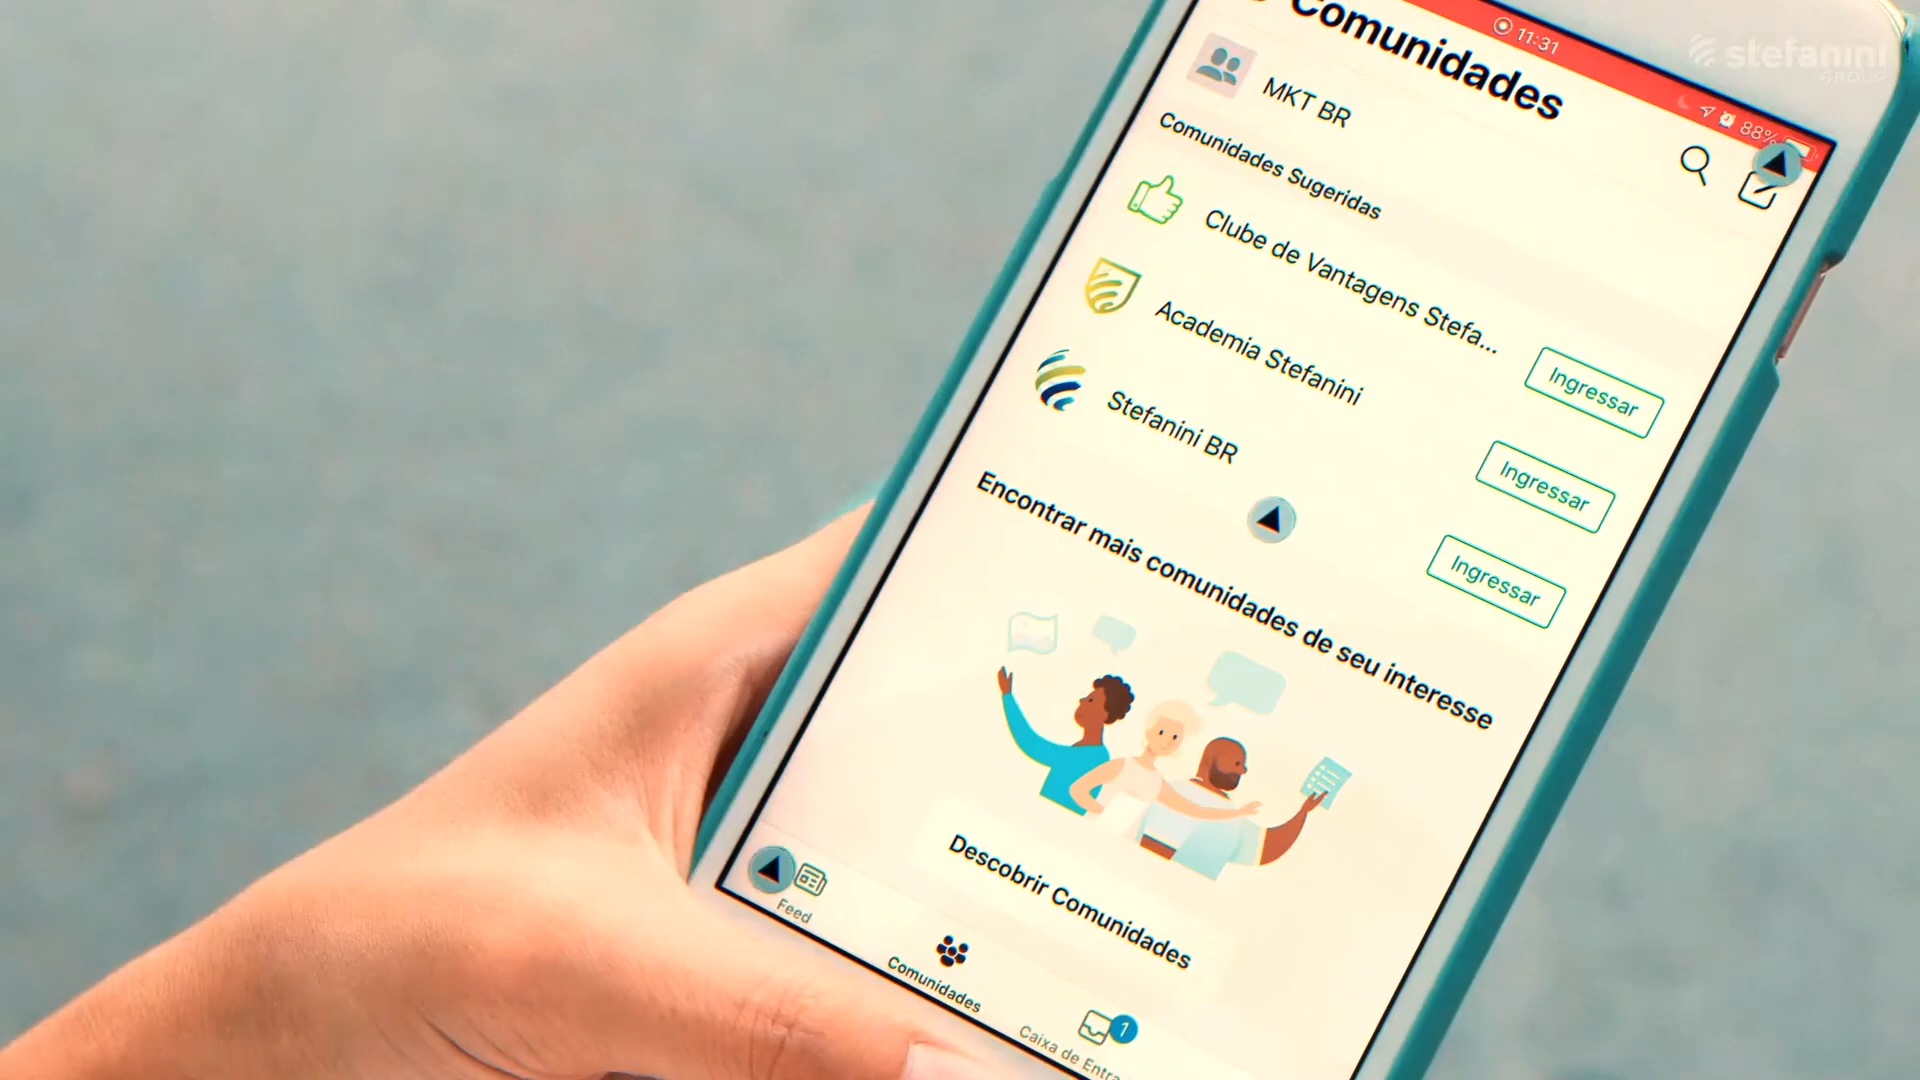 11:31
stefanini
GROUP
88%
Comunidades
MKT BR
Comunidades Sugeridas
Clube de Vantagens Stefa...
Ingressar
Academia Stefanini
Ingressar
Stefanini BR
Ingressar
Encontrar mais comunidades de seu interesse
Descobrir Comunidades
Feed
Comunidades
Caixa de Entra
1